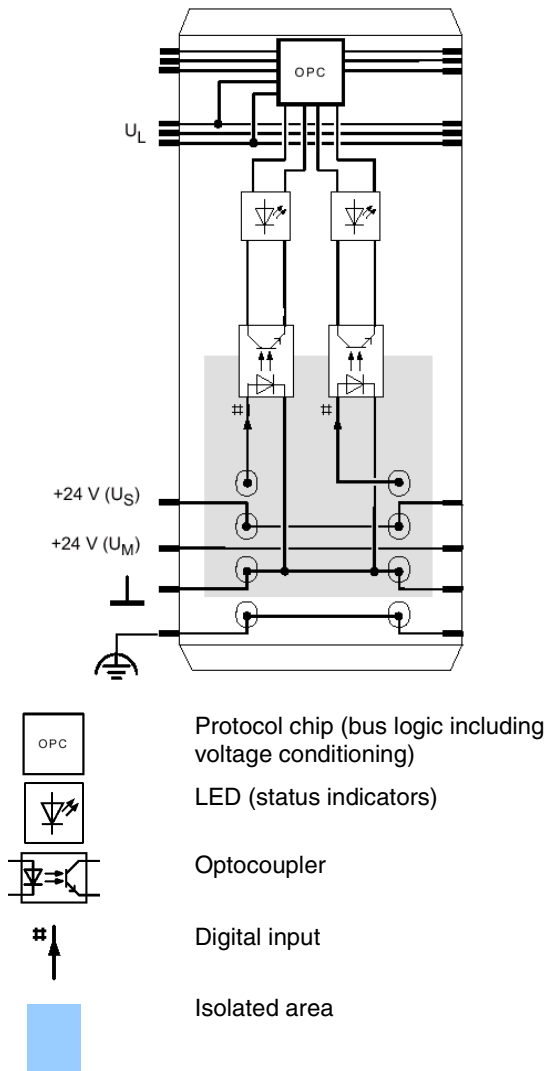 OPC
U_L
#
#
+24 V (U_S)
+24 V (U_M)
OPC
Protocol chip (bus logic including
voltage conditioning)
LED (status indicators)
Optocoupler
#
Digital input
Isolated area